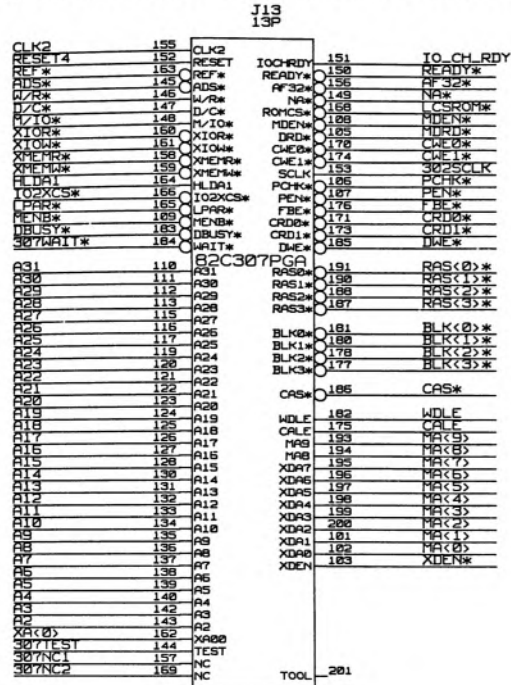 J13
13P
CLK2 155 CLK2
RESET4 152 RESET
REF* 163 REF*
ADS* 145 ADS*
W/R* 146 W/R*
D/C* 147 D/C*
M/IO* 148 M/IO*
XIOR* 160 XIOR*
XIOW* 161 XIOW*
XMEMR* 158 XMEMR*
XMEMW* 159 XMEMW*
HLDA1 164 HLDA1
IO2XCS* 166 IO2XCS*
LPAR* 165 LPAR*
MENB* 109 MENB*
DBUSY* 183 DBUSY*
307WAIT* 184 WAIT*
IOCHRDY 151 IO_CH_RDY
READY* 150 READY*
AF32* 156 AF32*
NA* 149 NA*
ROMCS* 168 LCSROM*
MDEN* 108 MDEN*
DRD* 105 MDRD*
CWE0* 170 CWE0*
CWE1* 174 CWE1*
SCLK 153 302SCLK
PCHK* 106 PCHK*
PEN* 107 PEN*
FBE* 176 FBE*
CRD0* 171 CRD0*
CRD1* 173 CRD1*
DWE* 185 DWE*
82C307PGA
A31 110 A31
A30 111 A30
A29 112 A29
A28 113 A28
A27 115 A27
A26 116 A26
A25 117 A25
A24 119 A24
A23 120 A23
A22 121 A22
A21 122 A21
A20 123 A20
A19 124 A19
A18 125 A18
A17 126 A17
A16 127 A16
A15 128 A15
A14 130 A14
A13 131 A13
A12 132 A12
A11 133 A11
A10 134 A10
A9 135 A9
A8 136 A8
A7 137 A7
A6 138 A6
A5 139 A5
A4 140 A4
A3 142 A3
A2 143 A2
XA<0> 162 XA00
307TEST 144 TEST
307NC1 157 NC
307NC2 169 NC
RAS0* 191 RAS<0>*
RAS1* 190 RAS<1>*
RAS2* 188 RAS<2>*
RAS3* 187 RAS<3>*
BLK0* 181 BLK<0>*
BLK1* 180 BLK<1>*
BLK2* 178 BLK<2>*
BLK3* 177 BLK<3>*
CAS* 186 CAS*
WDLE 182 WDLE
CALE 175 CALE
MA9 193 MA<9>
MA8 194 MA<8>
XDA7 195 MA<7>
XDA6 196 MA<6>
XDA5 197 MA<5>
XDA4 198 MA<4>
XDA3 199 MA<3>
XDA2 200 MA<2>
XDA1 101 MA<1>
XDA0 102 MA<0>
XDEN 103 XDEN*
TOOL 201